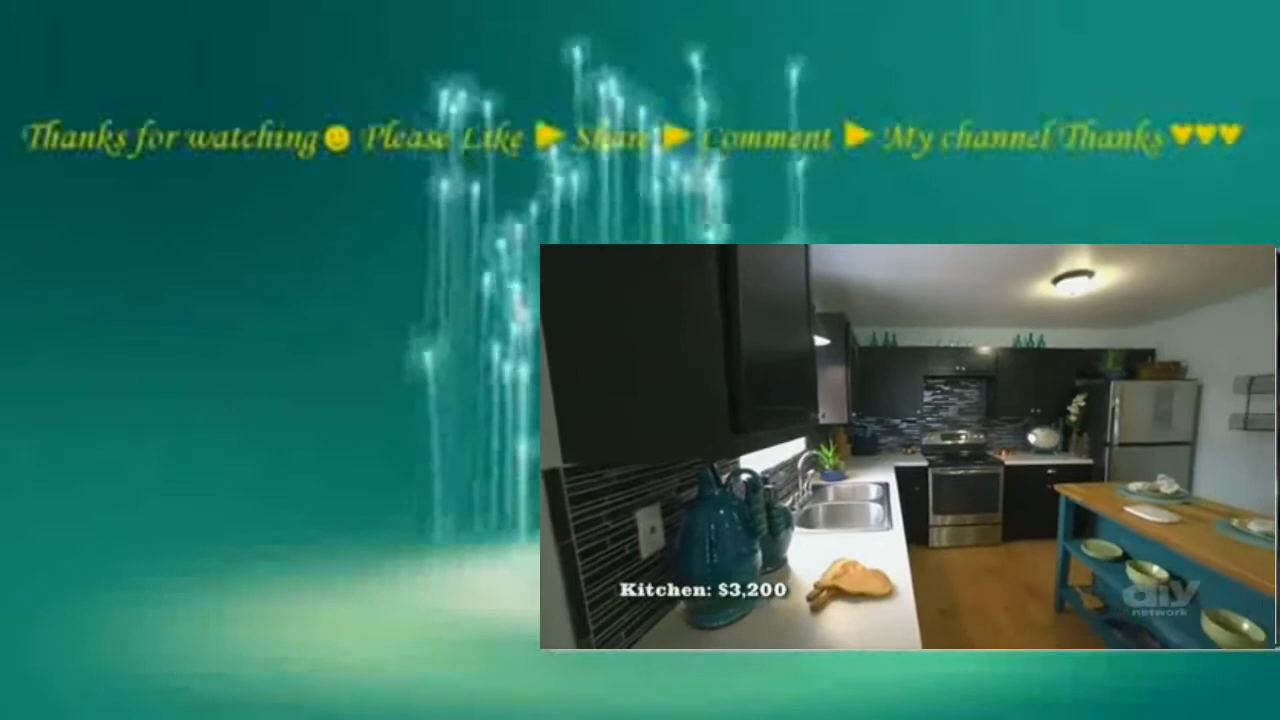 Thanks for watching Please Like ► Share ► Comment ► My channel Thanks ♥♥♥
Kitchen: $3,200
diy
network